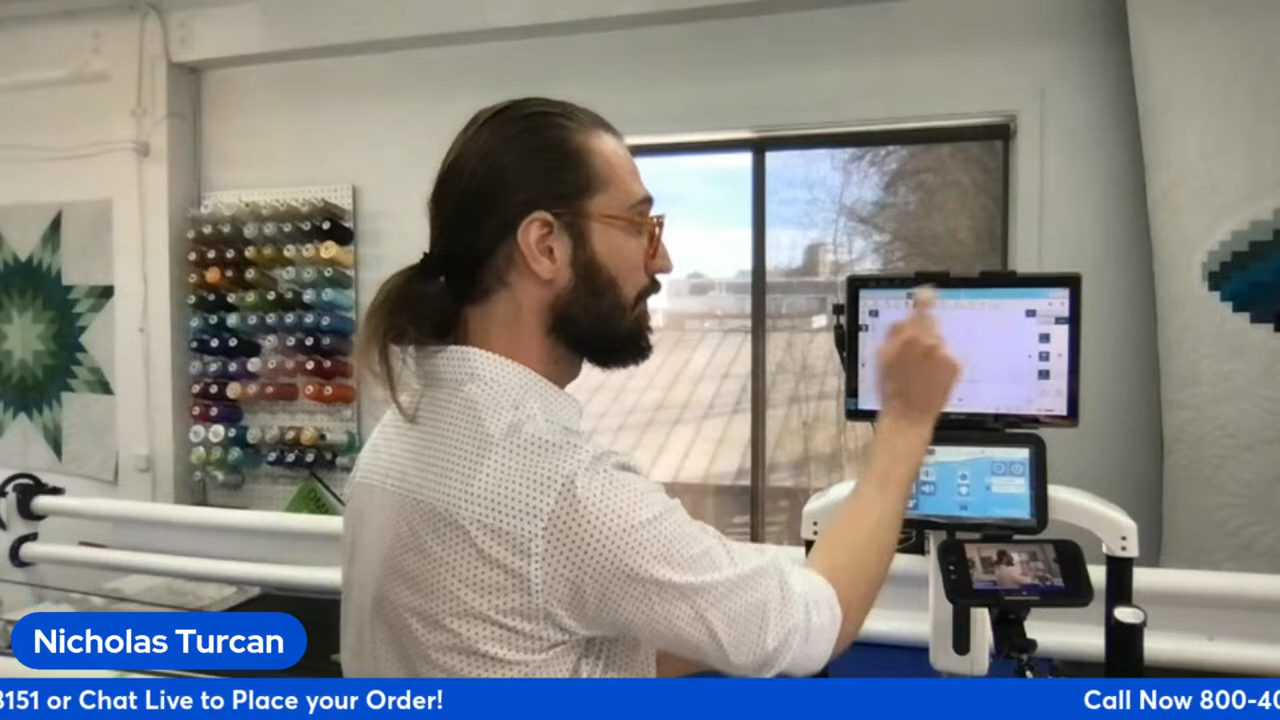 Nicholas Turcan
3151 or Chat Live to Place your Order!
Call Now 800-40